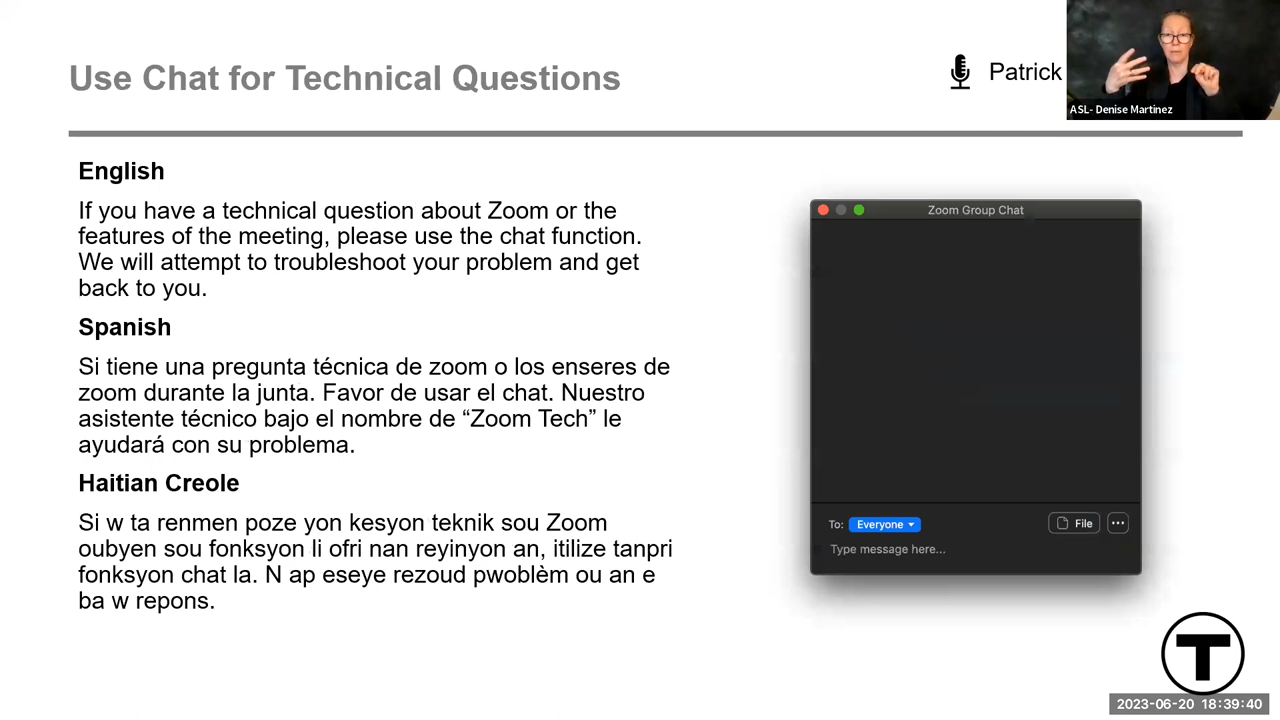 Use Chat for Technical Questions
Patrick
ASL- Denise Martinez
English
If you have a technical question about Zoom or the
features of the meeting, please use the chat function.
We will attempt to troubleshoot your problem and get
back to you.
Spanish
Si tiene una pregunta técnica de zoom o los enseres de
zoom durante la junta. Favor de usar el chat. Nuestro
asistente técnico bajo el nombre de “Zoom Tech” le
ayudará con su problema.
Haitian Creole
Si w ta renmen poze yon kesyon teknik sou Zoom
oubyen sou fonksyon li ofri nan reyinyon an, itilize tanpri
fonksyon chat la. N ap eseye rezoud pwoblèm ou an e
ba w repons.
Zoom Group Chat
To: Everyone
File
Type message here...
T
2023-06-20 18:39:40